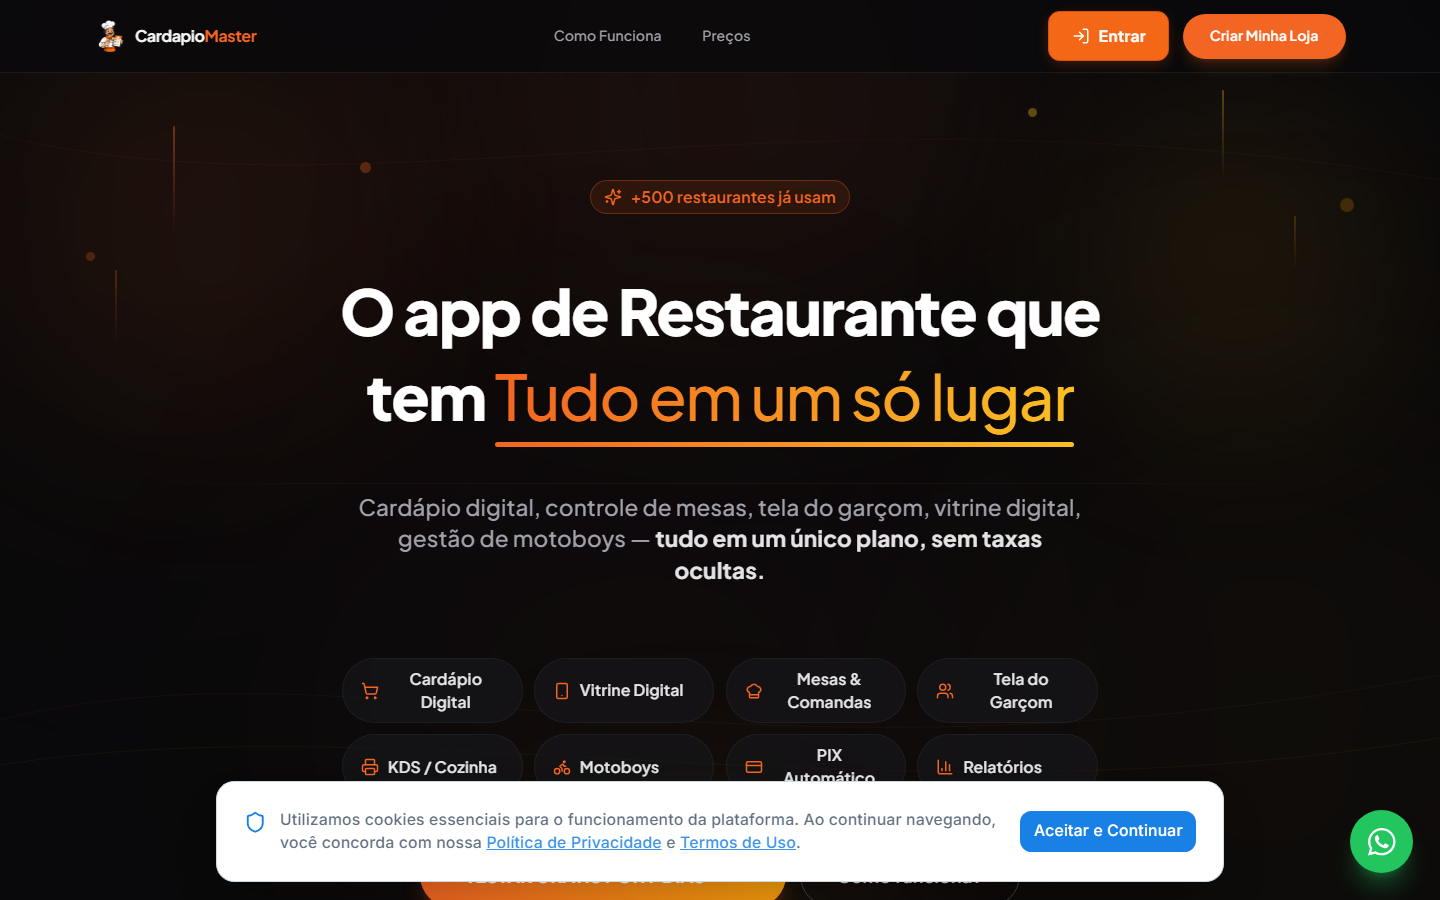 CardapioMaster
Como Funciona
Preços
Entrar
Criar Minha Loja
+500 restaurantes já usam
O app de Restaurante que
tem Tudo em um só lugar
Cardápio digital, controle de mesas, tela do garçom, vitrine digital,
gestão de motoboys — tudo em um único plano, sem taxas
ocultas.
Cardápio
Digital
Vitrine Digital
Mesas &
Comandas
Tela do
Garçom
KDS / Cozinha
Motoboys
PIX
Automático
Relatórios
Utilizamos cookies essenciais para o funcionamento da plataforma. Ao continuar navegando,
você concorda com nossa Política de Privacidade e Termos de Uso.
Aceitar e Continuar